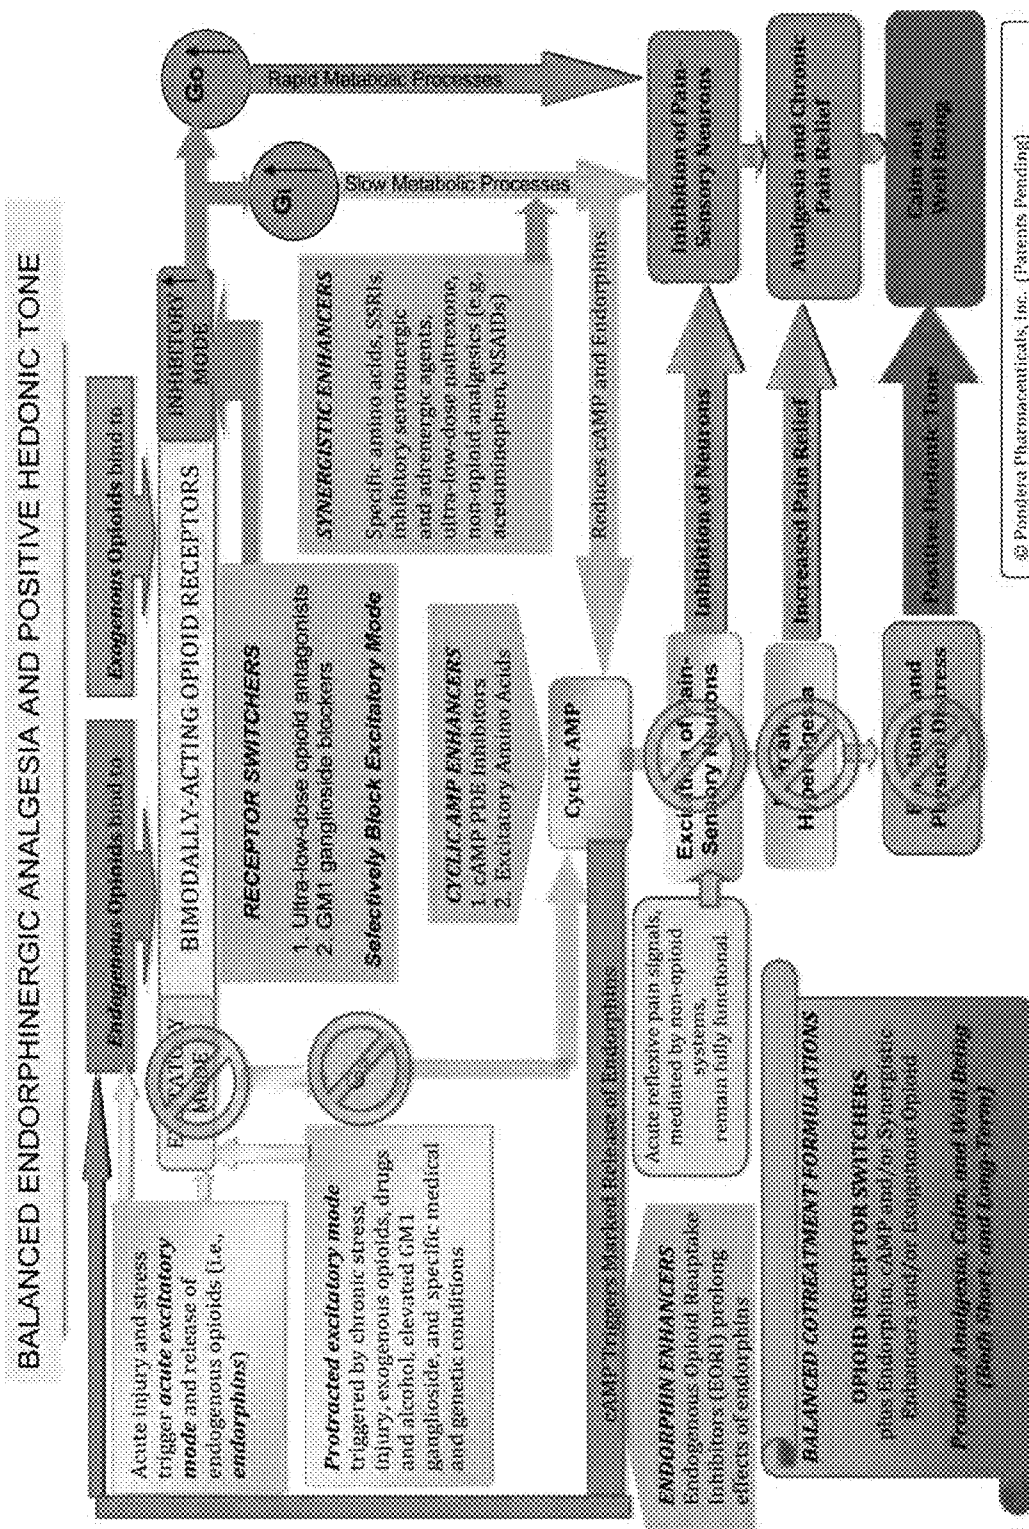 BALANCED ENDORPHINERGIC ANALGESIA AND POSITIVE HEDONIC TONE
Acute injury and stress
trigger acute excitatory
mode and release of
endogenous opioids (i.e.,
endorphins)
Endogenous Opioids bind to
Exogenous Opioids bind to
MODE
BIMODALLY-ACTING OPIOID RECEPTORS
INHIBITORY
MODE
Go
Rapid Metabolic Processes
Gi
Slow Metabolic Processes
Protracted excitatory mode
triggered by chronic stress,
injury, exogenous opioids, drugs
and alcohol, elevated GM1
ganglioside, and specific medical
and genetic conditions
RECEPTOR SWITCHERS
1. Ultra-low-dose opioid antagonists
2. GM1 ganglioside blockers
Selectively Block Excitatory Mode
SYNERGISTIC ENHANCERS
Specific amino acids, SSRIs,
inhibitory serotonergic
and adrenergic agents,
ultra-low-dose naltrexone,
non-opioid analgesics (e.g.,
acetaminophen, NSAIDs)
CYCLIC AMP ENHANCERS
1. cAMP PDE Inhibitors
2. Excitatory Amino Acids
Cyclic AMP
Reduces cAMP and Endorphins
cAMP Triggers Marked Release of Endorphins
ENDORPHIN ENHANCERS
Endogenous Opioid Reuptake
Inhibitors (EORI) prolong
effects of endorphins
Acute reflexive pain signals,
mediated by non-opioid
systems,
remain fully functional.
Excitation of Pain-
Sensory Neurons
Inhibition of Neurons
Inhibition of Pain-
Sensory Neurons
Increased Pain Relief
Analgesia and Chronic
Pain Relief
and
Physical Distress
Positive Hedonic Tone
Calm and
Well-Being
BALANCED COTREATMENT FORMULATIONS
OPIOID RECEPTOR SWITCHERS
plus Endorphin/cAMP and/or Synergistic
Enhancers and/or Exogenous Opioid
Produce Analgesia, Calm, and Well-Being
(Both Short- and Long-Term)
© Pondera Pharmaceuticals, Inc. (Patents Pending)